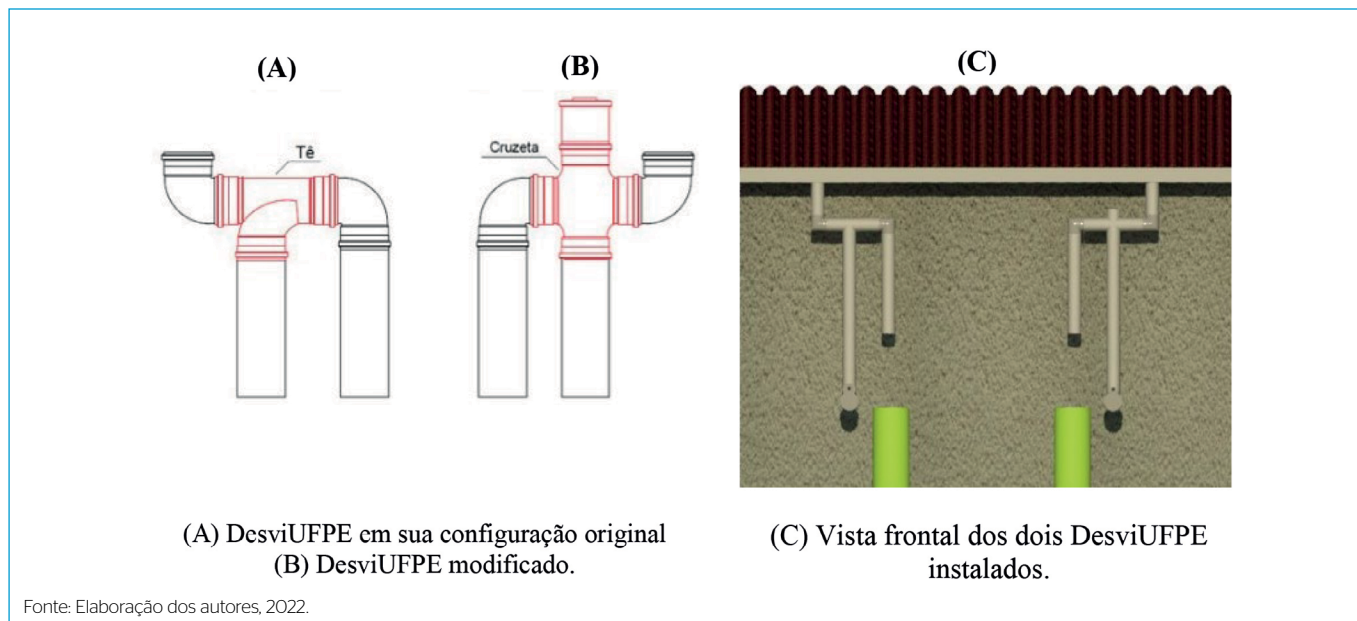 (A)
(B)
(C)
Tê
Cruzeta
(A) DesviUFPE em sua configuração original
(B) DesviUFPE modificado.
(C) Vista frontal dos dois DesviUFPE
instalados.
Fonte: Elaboração dos autores, 2022.